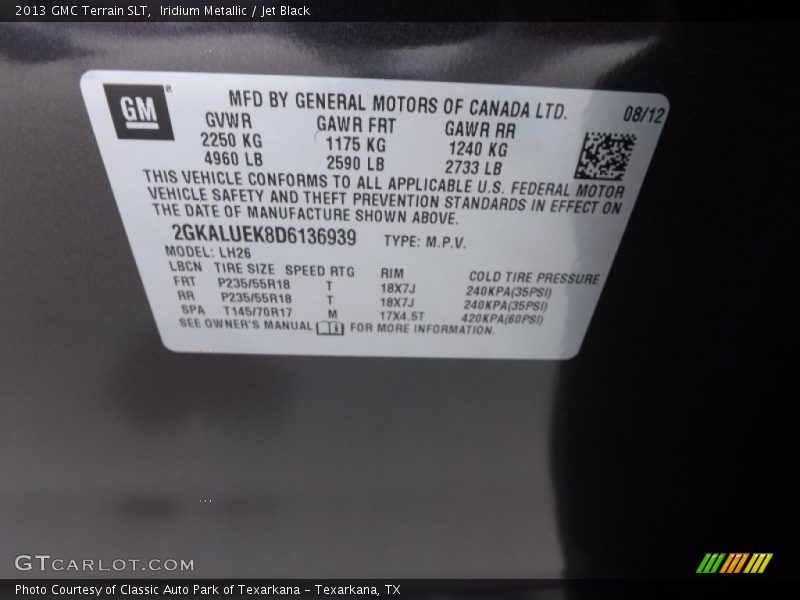 2013 GMC Terrain SLT, Iridium Metallic / Jet Black
GM ®
MFD BY GENERAL MOTORS OF CANADA LTD. 08/12
GVWR GAWR FRT GAWR RR
2250 KG 1175 KG 1240 KG
4960 LB 2590 LB 2733 LB
THIS VEHICLE CONFORMS TO ALL APPLICABLE U.S. FEDERAL MOTOR
VEHICLE SAFETY AND THEFT PREVENTION STANDARDS IN EFFECT ON
THE DATE OF MANUFACTURE SHOWN ABOVE.
2GKALUEK8D6136939 TYPE: M.P.V.
MODEL: LH26
LBCN TIRE SIZE SPEED RTG RIM COLD TIRE PRESSURE
FRT P235/55R18 T 18X7J 240KPA(35PSI)
RR P235/55R18 T 18X7J 240KPA(35PSI)
SPA T145/70R17 M 17X4.5T 420KPA(60PSI)
SEE OWNER'S MANUAL FOR MORE INFORMATION.
GTCARLOT.COM
Photo Courtesy of Classic Auto Park of Texarkana - Texarkana, TX